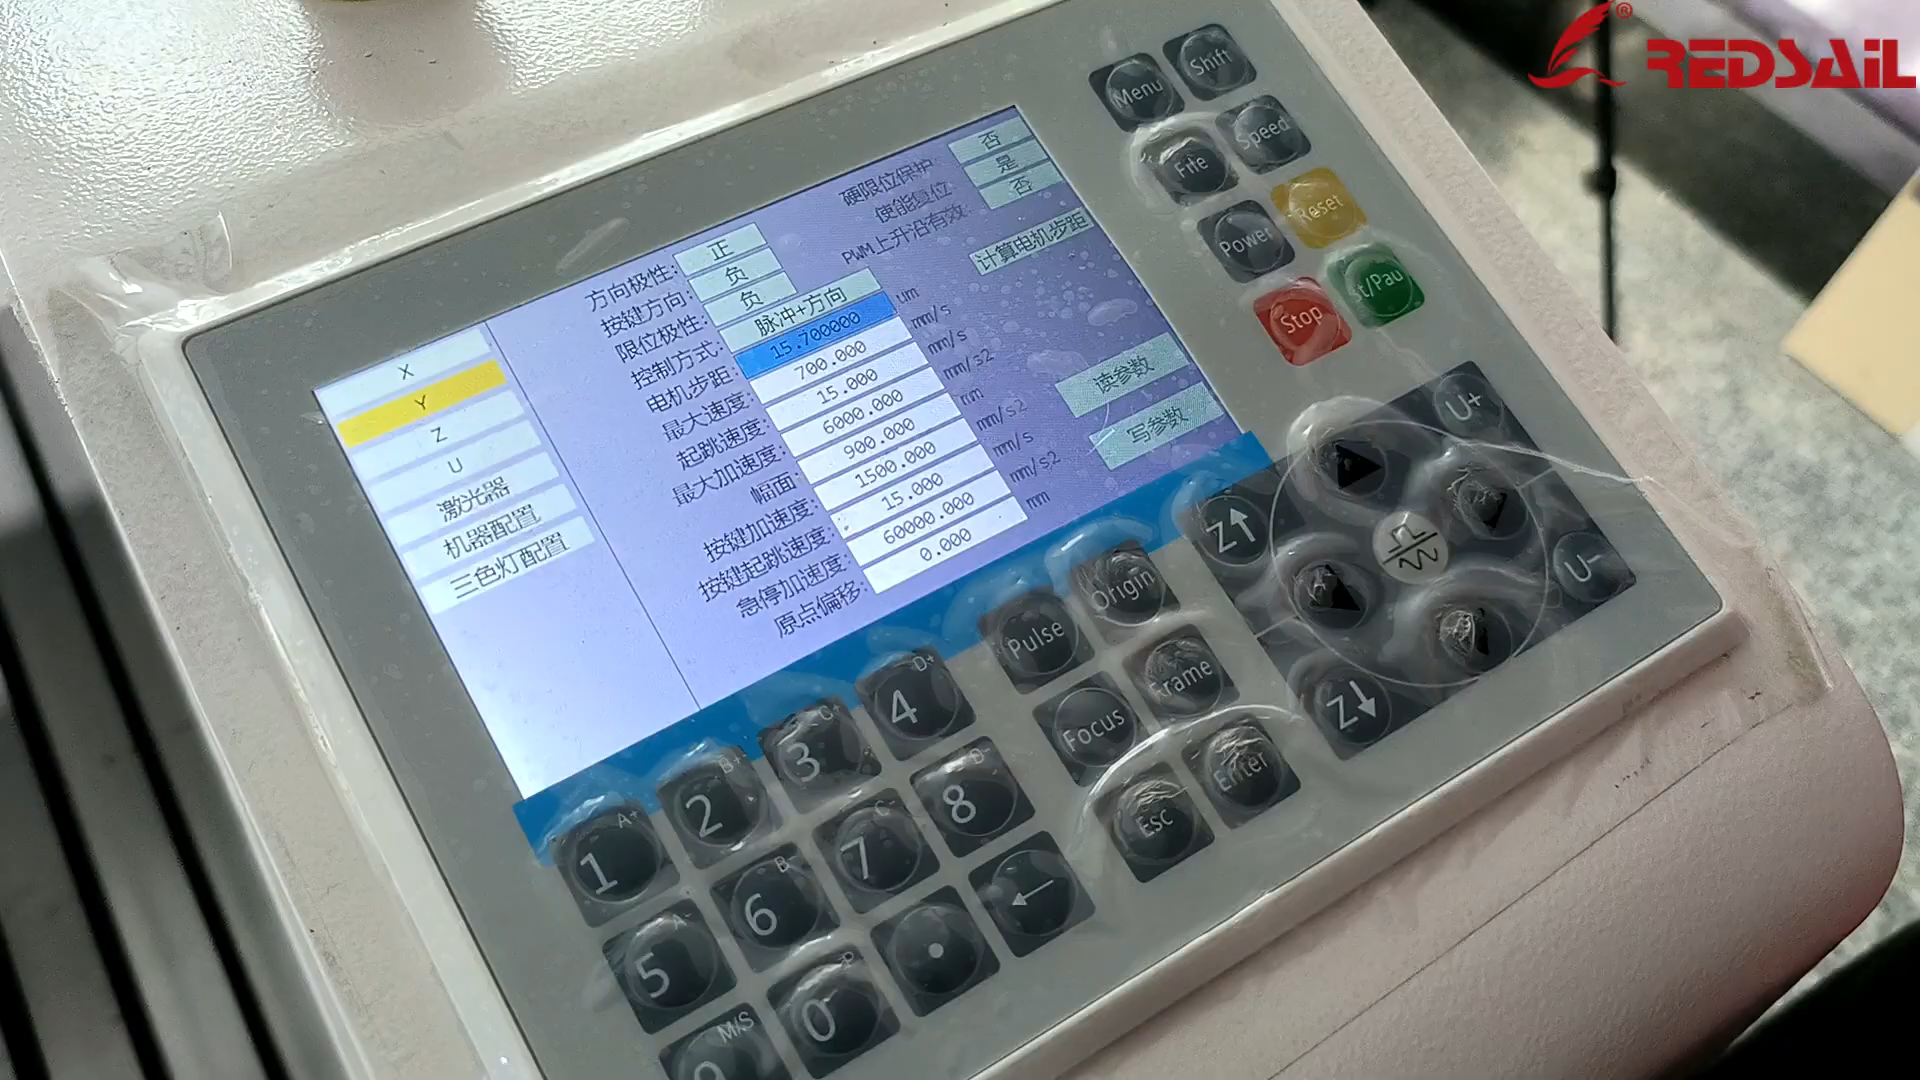 REDSAIL®
X
Y
Z
U
激光器
机器配置
三色灯配置
方向极性: 正
按键方向: 负
限位极性: 负
控制方式: 脉冲+方向
电机步距: 15.700000 um
最大速度: 700.000 mm/s
起跳速度: 15.000 mm/s
最大加速度: 6000.000 mm/s2
幅面: 900.000 mm
按键加速度: 1500.000 mm/s2
按键起跳速度: 15.000 mm/s
急停加速度: 60000.000 mm/s2
原点偏移: 0.000 mm
硬限位保护: 否
使能复位: 是
PWM上升沿有效: 否
计算电机步距
读参数
写参数
Menu Shift
File Speed
Power Reset
Stop St/Pau
U+
Z↑
U-
Z↓
Pulse Origin
Focus Frame
Esc Enter
1 A+ 2 B+ 3 C+ 4 D+
5 A- 6 B- 7 C- 8 D-
9 M/S 0 P • ←